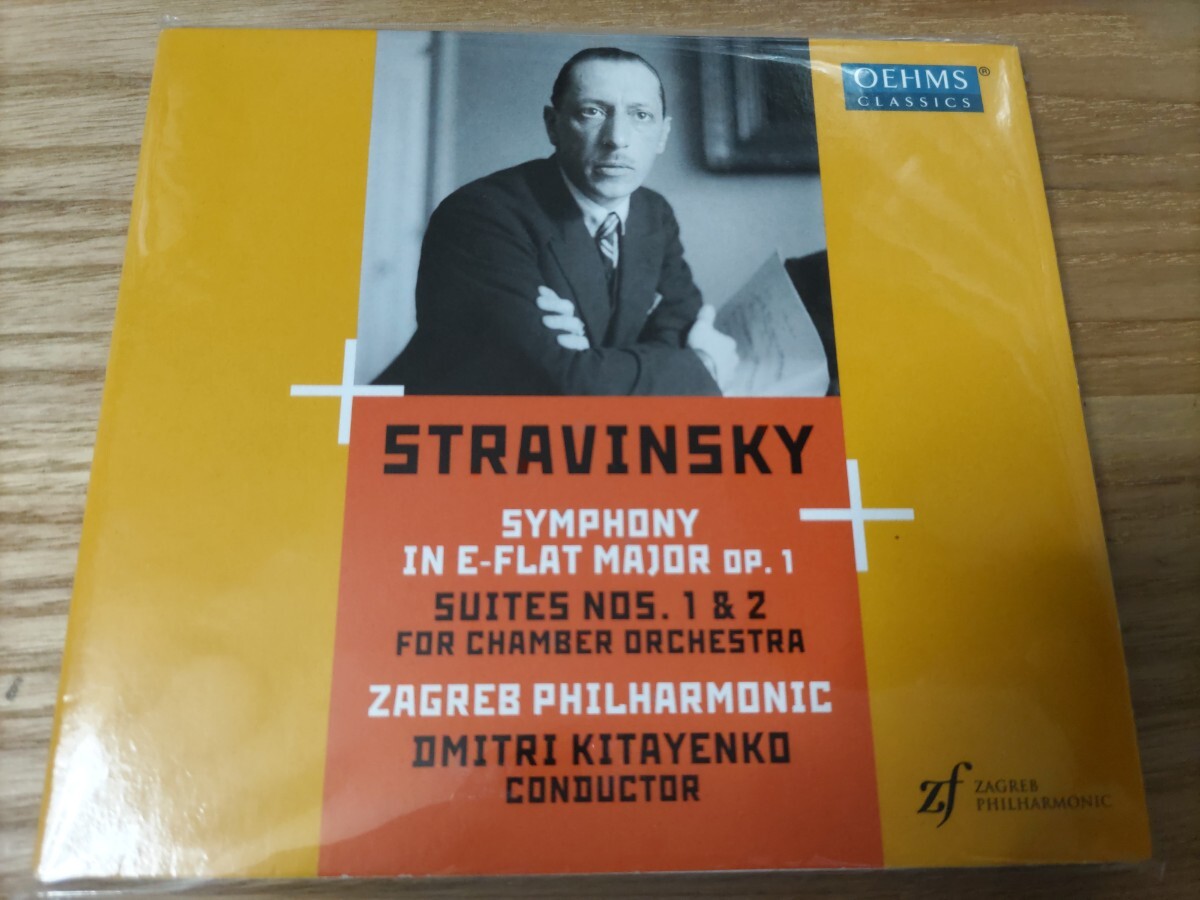 OEHMS®
CLASSICS
STRAVINSKY
SYMPHONY
IN E-FLAT MAJOR OP. 1
SUITES NOS. 1 & 2
FOR CHAMBER ORCHESTRA
ZAGREB PHILHARMONIC
DMITRI KITAYENKO
CONDUCTOR
zf ZAGREB
PHILHARMONIC